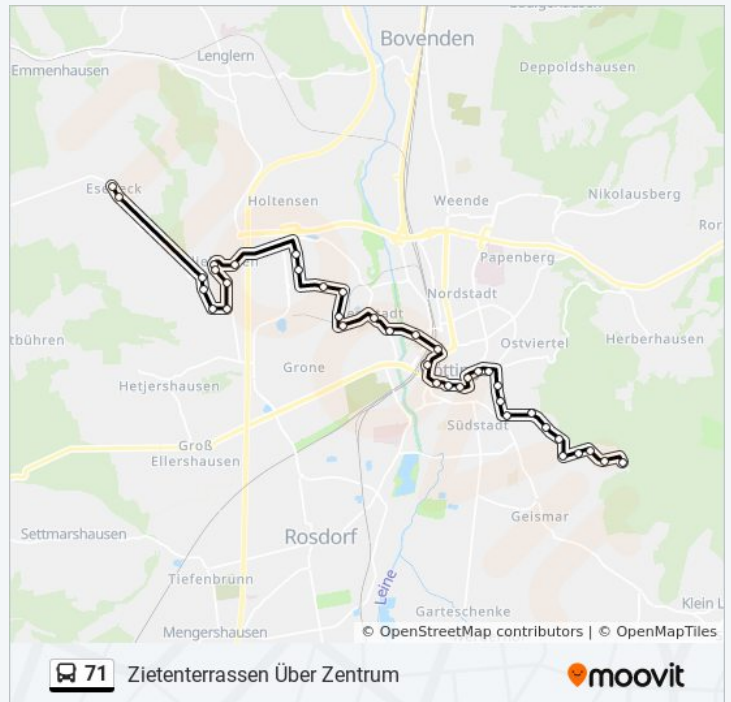 Bovenden
Lenglern
Emmenhausen
Deppoldshausen
Nikolausberg
Holtensen
Weende
Papenberg
Nordstadt
Ostviertel
Herberhausen
Grone
Hetjershausen
Südstadt
Groß
Ellershausen
Settmarshausen
Rosdorf
Geismar
Tiefenbrünn
Leine
Garteschenke
Mengershausen
© OpenStreetMap contributors | © OpenMapTiles
71 Zietenterrassen Über Zentrum
moovit